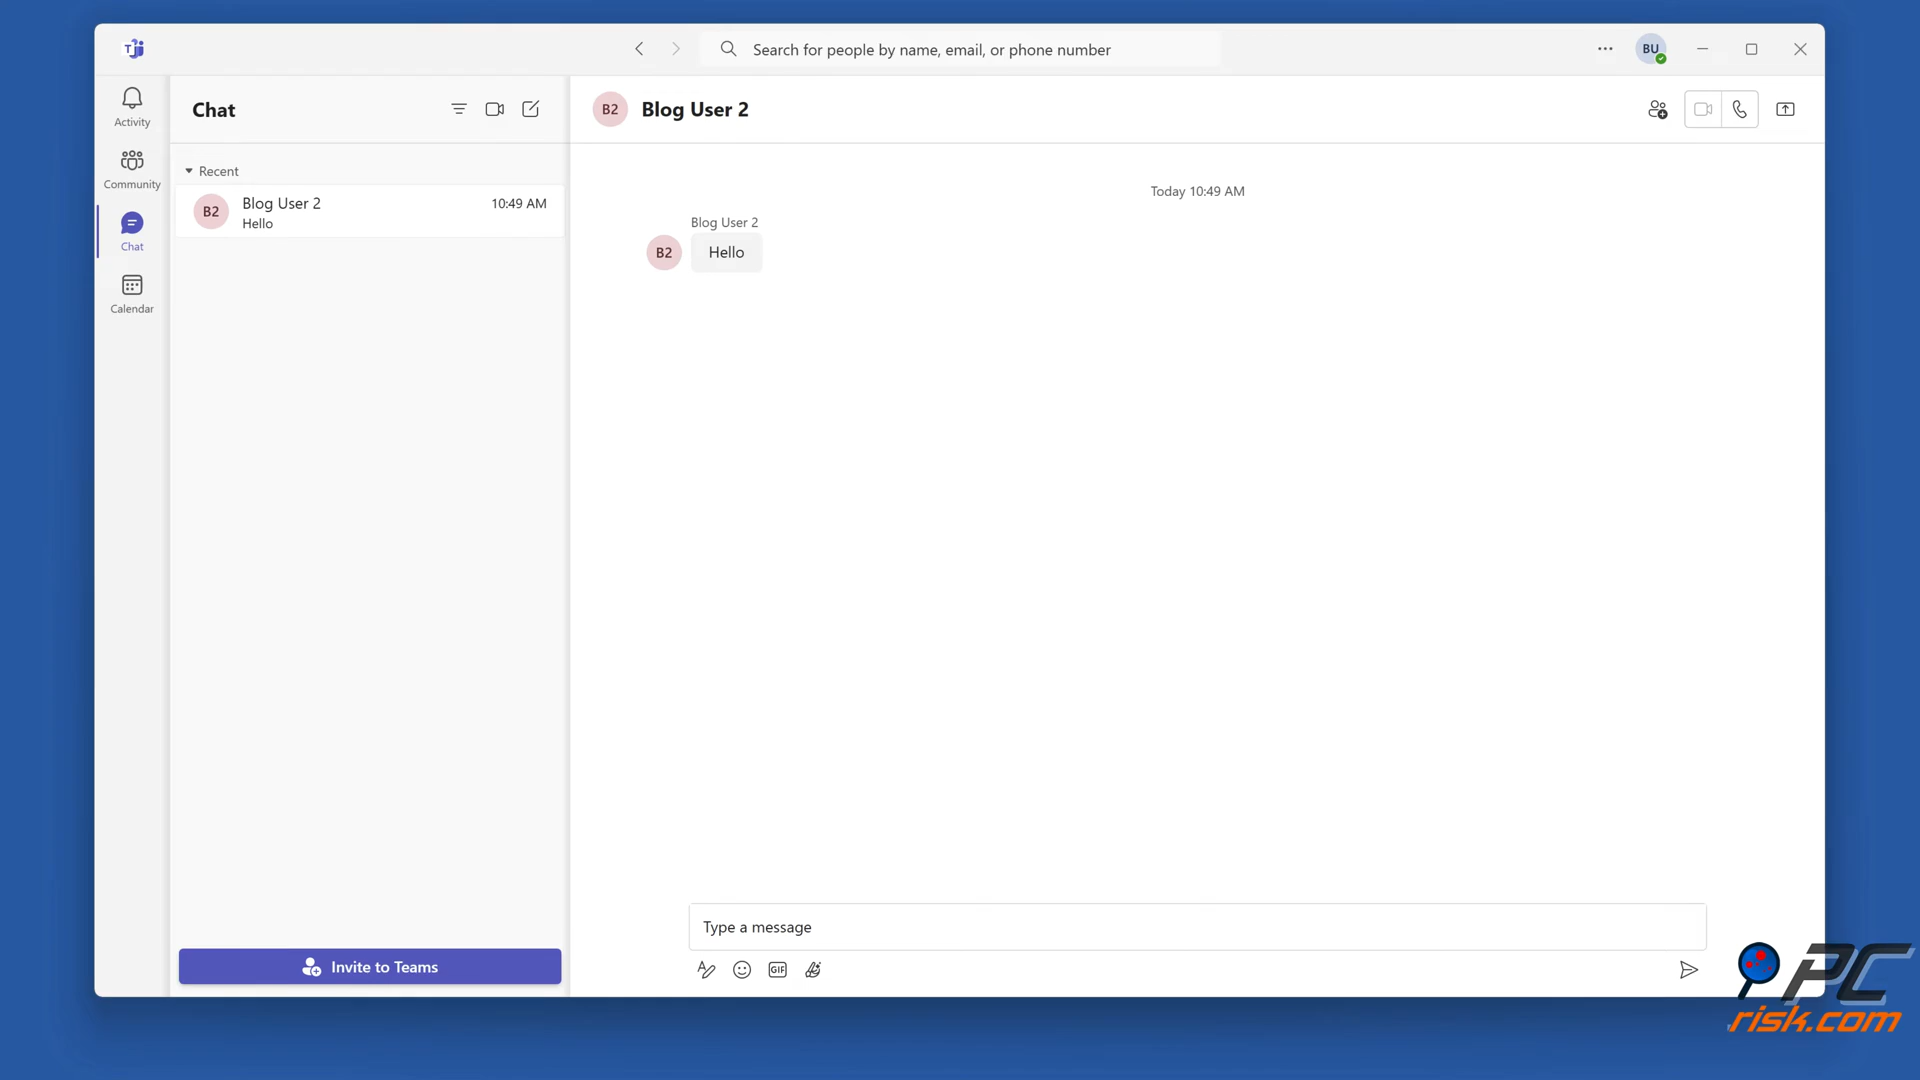 Search for people by name, email, or phone number
BU
Activity
Community
Chat
Calendar
Chat
Recent
B2
Blog User 2
10:49 AM
Hello
Invite to Teams
B2
Blog User 2
Today 10:49 AM
Blog User 2
B2
Hello
Type a message
GIF
PC
risk.com